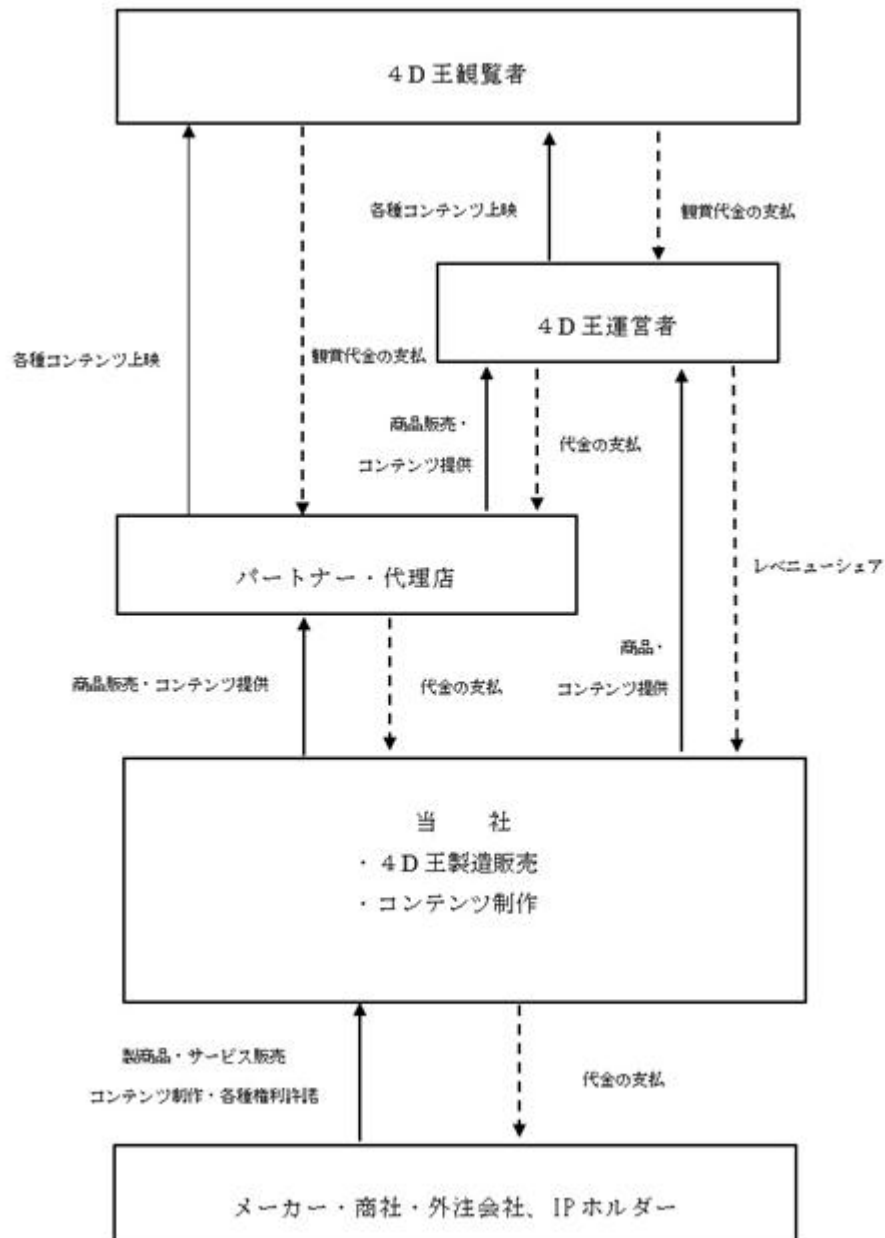 ４D王観覧者
各種コンテンツ上映
観賞代金の支払
４D王運営者
各種コンテンツ上映
観賞代金の支払
商品販売・
コンテンツ提供
代金の支払
レベニューシェア
パートナー・代理店
商品販売・コンテンツ提供
代金の支払
商品・
コンテンツ提供
当　　社
・４D王製造販売
・コンテンツ制作
製商品・サービス販売
コンテンツ制作・各種権利許諾
代金の支払
メーカー・商社・外注会社、IPホルダー